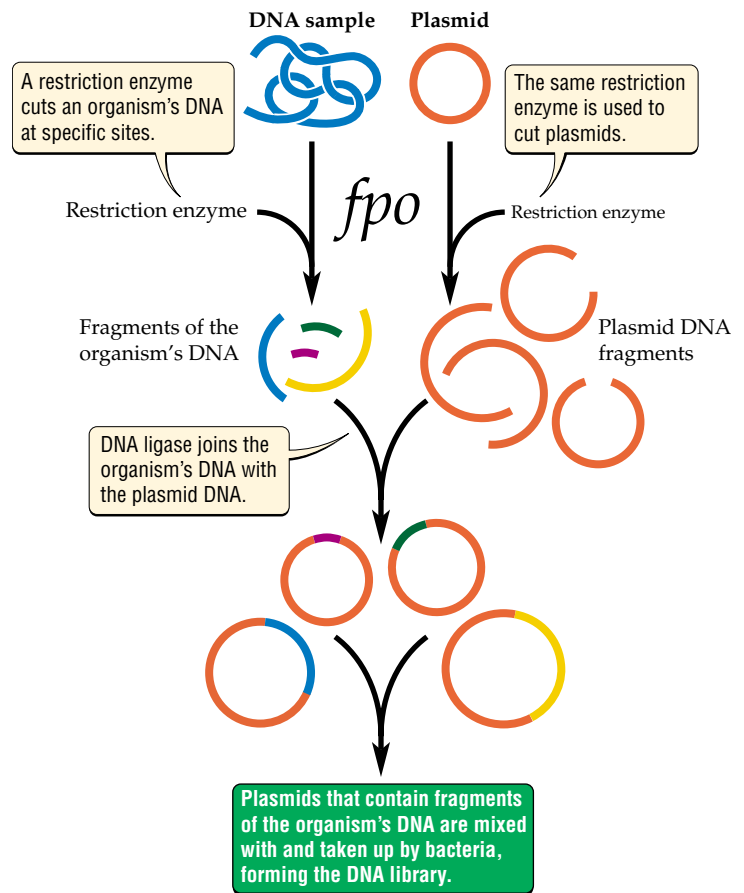 DNA sample
Plasmid
A restriction enzyme
cuts an organism's DNA
at specific sites.
The same restriction
enzyme is used to
cut plasmids.
Restriction enzyme
fpo
Restriction enzyme
Fragments of the
organism's DNA
Plasmid DNA
fragments
DNA ligase joins the
organism's DNA with
the plasmid DNA.
Plasmids that contain fragments
of the organism's DNA are mixed
with and taken up by bacteria,
forming the DNA library.